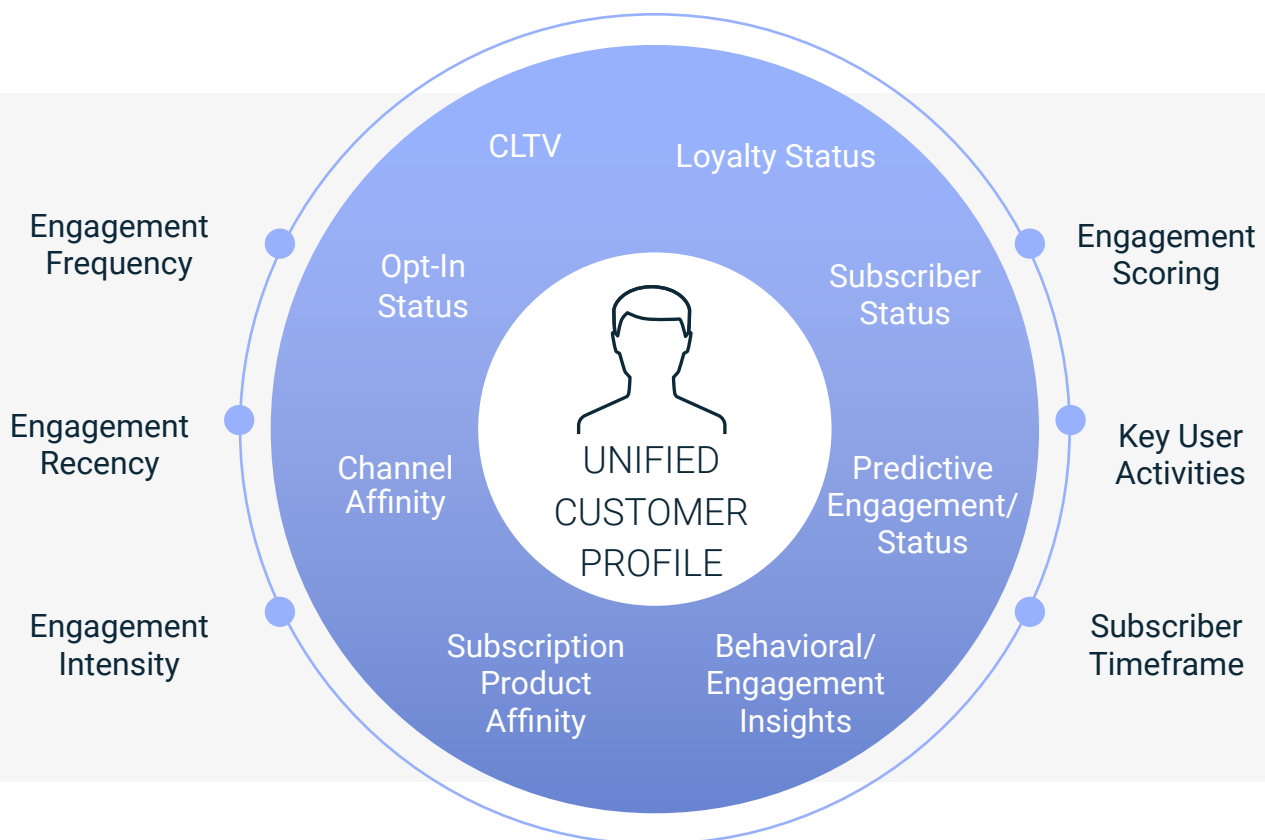 CLTV
Loyalty Status
Engagement
Frequency
Opt-In
Status
Subscriber
Status
Engagement
Scoring
Engagement
Recency
Channel
Affinity
UNIFIED
CUSTOMER
PROFILE
Predictive
Engagement/
Status
Key User
Activities
Engagement
Intensity
Subscription
Product
Affinity
Behavioral/
Engagement
Insights
Subscriber
Timeframe